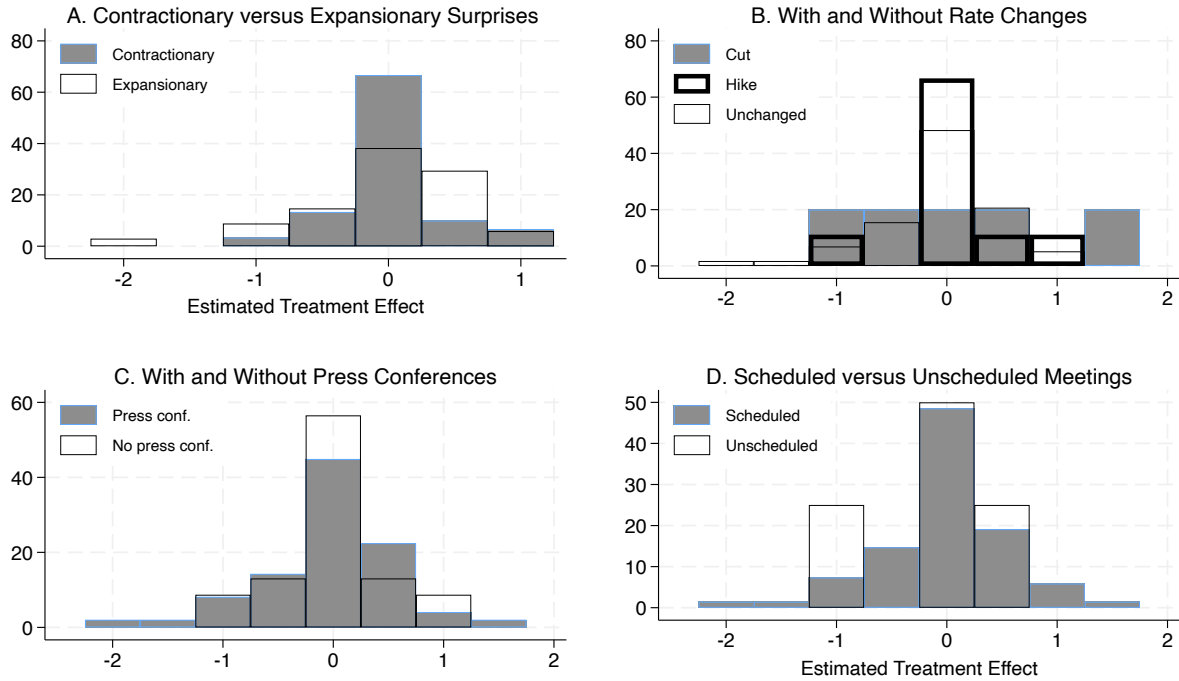 A. Contractionary versus Expansionary Surprises
80
60
40
20
0
Contractionary
Expansionary
-2 -1 0 1
Estimated Treatment Effect
B. With and Without Rate Changes
80
60
40
20
0
Cut
Hike
Unchanged
-2 -1 0 1 2
C. With and Without Press Conferences
60
40
20
0
Press conf.
No press conf.
-2 -1 0 1 2
D. Scheduled versus Unscheduled Meetings
50
40
30
20
10
0
Scheduled
Unscheduled
-2 -1 0 1 2
Estimated Treatment Effect